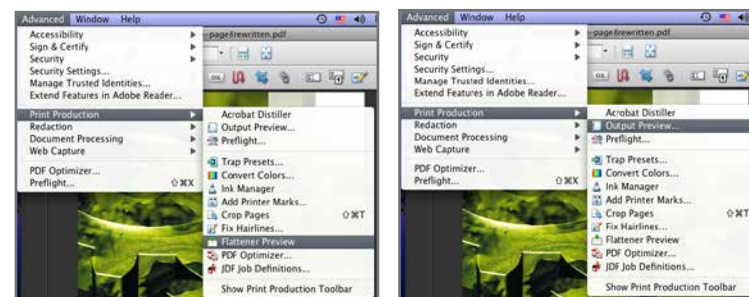 Advanced Window Help
Accessibility
Sign & Certify
Security
Security Settings...
Manage Trusted Identities...
Extend Features in Adobe Reader...
Print Production
Redaction
Document Processing
Web Capture
PDF Optimizer...
Preflight... ⇧⌘X
-page8rewritten.pdf
OK
Acrobat Distiller
Output Preview...
Preflight...
Trap Presets...
Convert Colors...
Ink Manager
Add Printer Marks...
Crop Pages ⇧⌘T
Fix Hairlines...
Flattener Preview
PDF Optimizer...
JDF Job Definitions...
Show Print Production Toolbar
Advanced Window Help
Accessibility
Sign & Certify
Security
Security Settings...
Manage Trusted Identities...
Extend Features in Adobe Reader...
Print Production
Redaction
Document Processing
Web Capture
PDF Optimizer...
Preflight... ⇧⌘X
-page8rewritten.pdf
OK
Acrobat Distiller
Output Preview...
Preflight...
Trap Presets...
Convert Colors...
Ink Manager
Add Printer Marks...
Crop Pages ⇧⌘T
Fix Hairlines...
Flattener Preview
PDF Optimizer...
JDF Job Definitions...
Show Print Production Toolbar